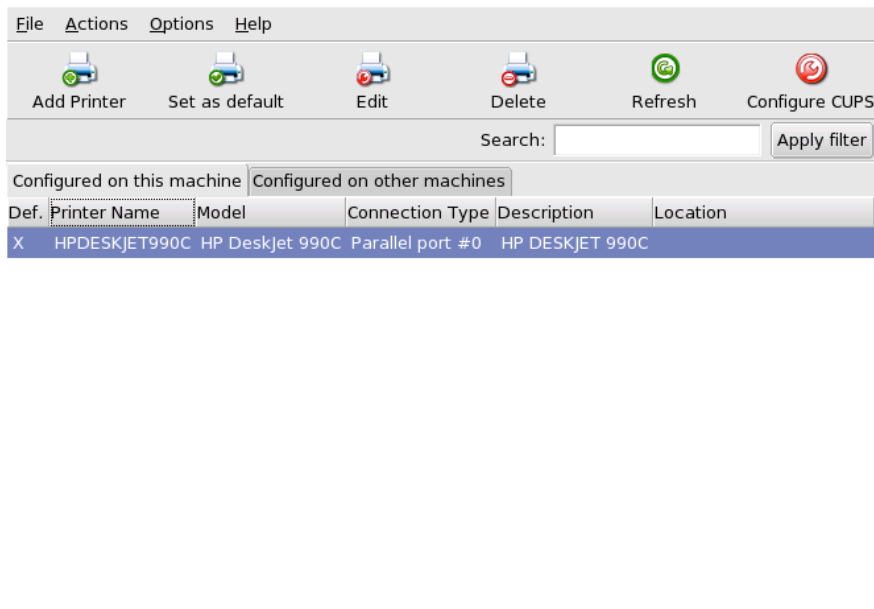 File Actions Options Help
Add Printer Set as default Edit Delete Refresh Configure CUPS
Search: Apply filter
Configured on this machine Configured on other machines
Def. Printer Name Model Connection Type Description Location
X HPDESKJET990C HP DeskJet 990C Parallel port #0 HP DESKJET 990C